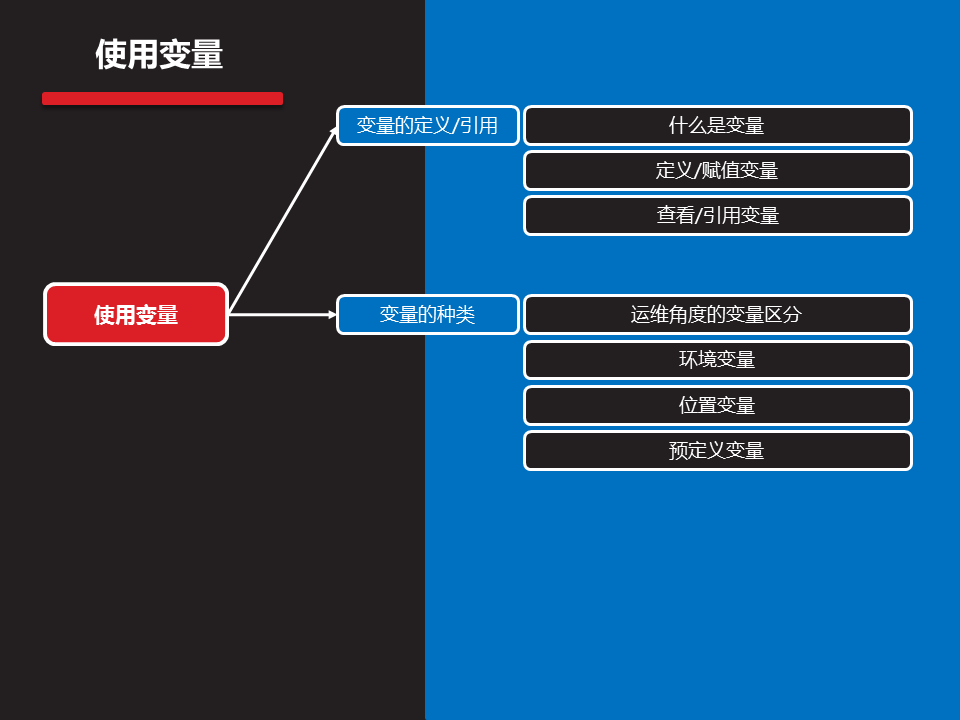 使用变量
变量的定义/引用
什么是变量
定义/赋值变量
查看/引用变量
使用变量
变量的种类
运维角度的变量区分
环境变量
位置变量
预定义变量